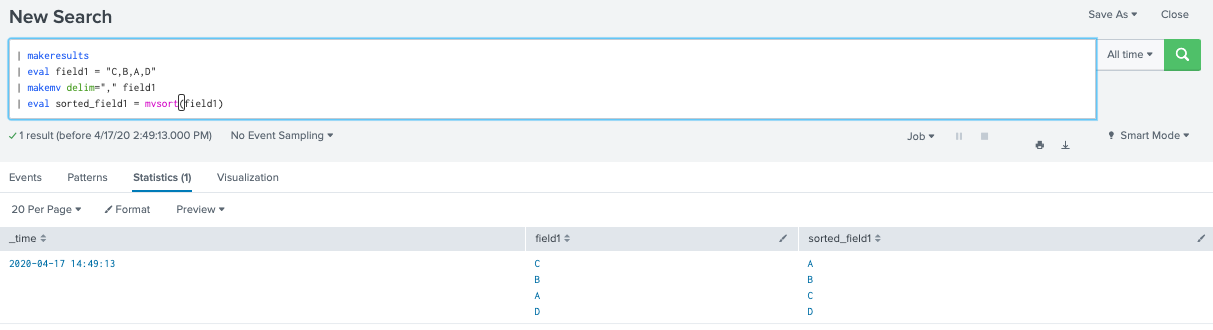 New Search
Save As ▾ Close
| makeresults
| eval field1 = "C,B,A,D"
| makemv delim="," field1
| eval sorted_field1 = mvsort(field1)
All time ▾
✓ 1 result (before 4/17/20 2:49:13.000 PM) No Event Sampling ▾ Job ▾ Smart Mode ▾
Events Patterns Statistics (1) Visualization
20 Per Page ▾ Format Preview ▾
_time field1 sorted_field1
2020-04-17 14:49:13 C A
B B
A C
D D